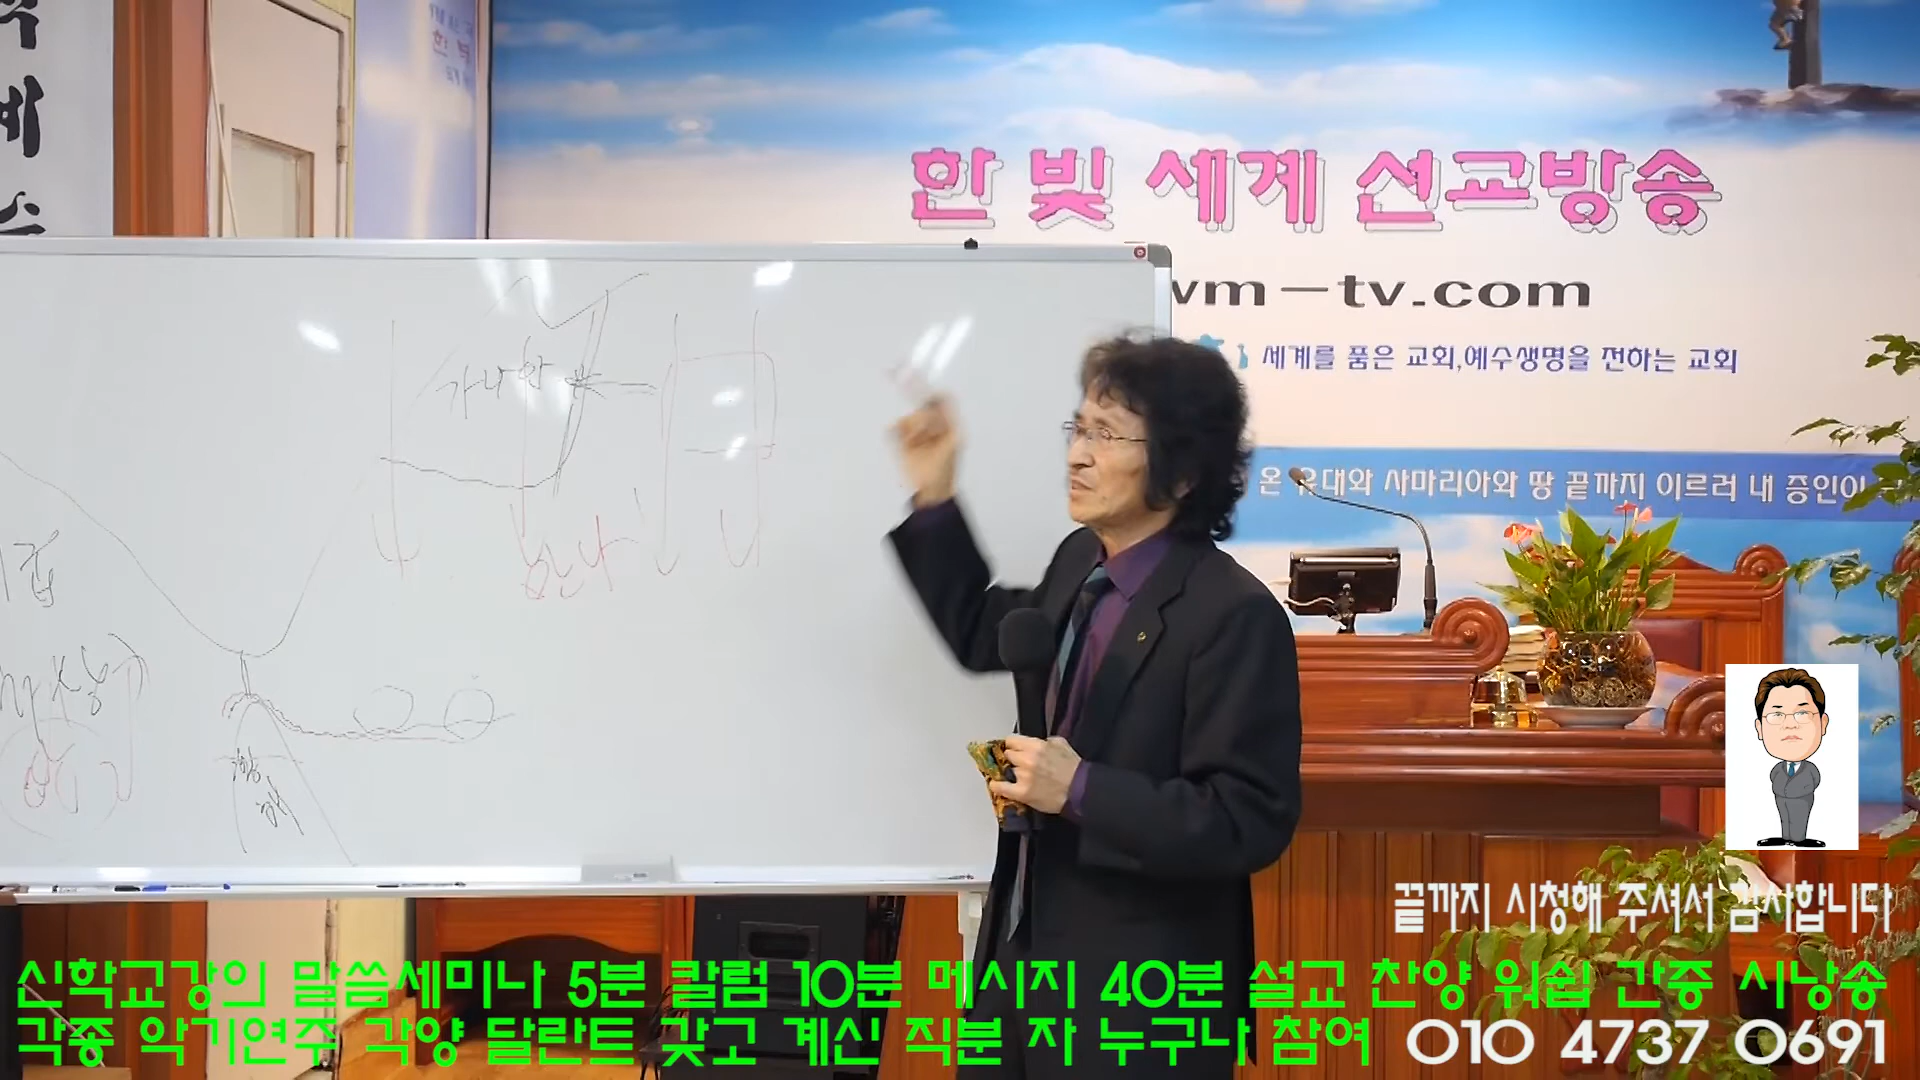 한 빛 세계 선교방송
vm-tv.com
세계를 품은 교회,예수생명을 전하는 교회
온 유대와 사마리아와 땅 끝까지 이르러 내 증인이
가나안
만나
끝까지 시청해 주셔서 감사합니다
신학교강의 말씀세미나 5분 칼럼 10분 메시지 40분 설교 찬양 워쉽 간증 시낭송
각종 악기연주 각양 달란트 갖고 계신 직분 자 누구나 참여 010 4737 0691